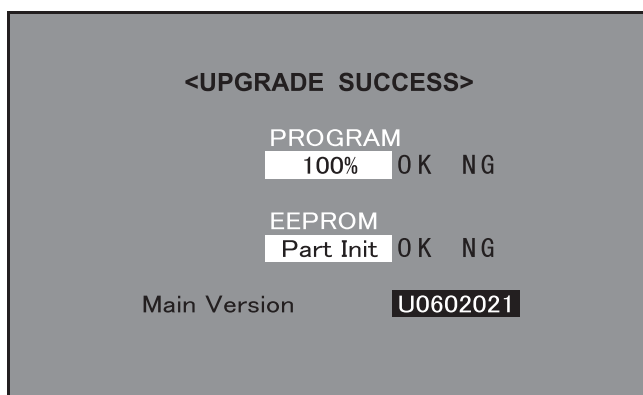 <UPGRADE SUCCESS>
PROGRAM
100% OK NG
EEPROM
Part Init OK NG
Main Version U0602021